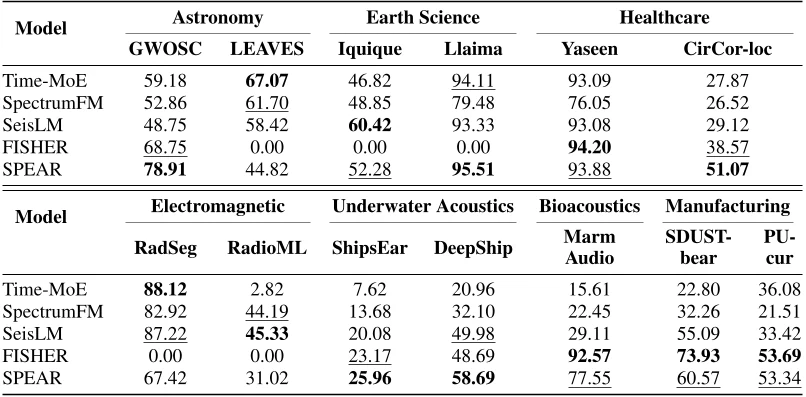 Model Astronomy Earth Science Healthcare
GWOSC LEAVES Iquique Llaima Yaseen CirCor-loc
Time-MoE 59.18 67.07 46.82 94.11 93.09 27.87
SpectrumFM 52.86 61.70 48.85 79.48 76.05 26.52
SeisLM 48.75 58.42 60.42 93.33 93.08 29.12
FISHER 68.75 0.00 0.00 0.00 94.20 38.57
SPEAR 78.91 44.82 52.28 95.51 93.88 51.07
Model Electromagnetic Underwater Acoustics Bioacoustics Manufacturing
RadSeg RadioML ShipsEar DeepShip Marm Audio SDUST-bear PU-cur
Time-MoE 88.12 2.82 7.62 20.96 15.61 22.80 36.08
SpectrumFM 82.92 44.19 13.68 32.10 22.45 32.26 21.51
SeisLM 87.22 45.33 20.08 49.98 29.11 55.09 33.42
FISHER 0.00 0.00 23.17 48.69 92.57 73.93 53.69
SPEAR 67.42 31.02 25.96 58.69 77.55 60.57 53.34